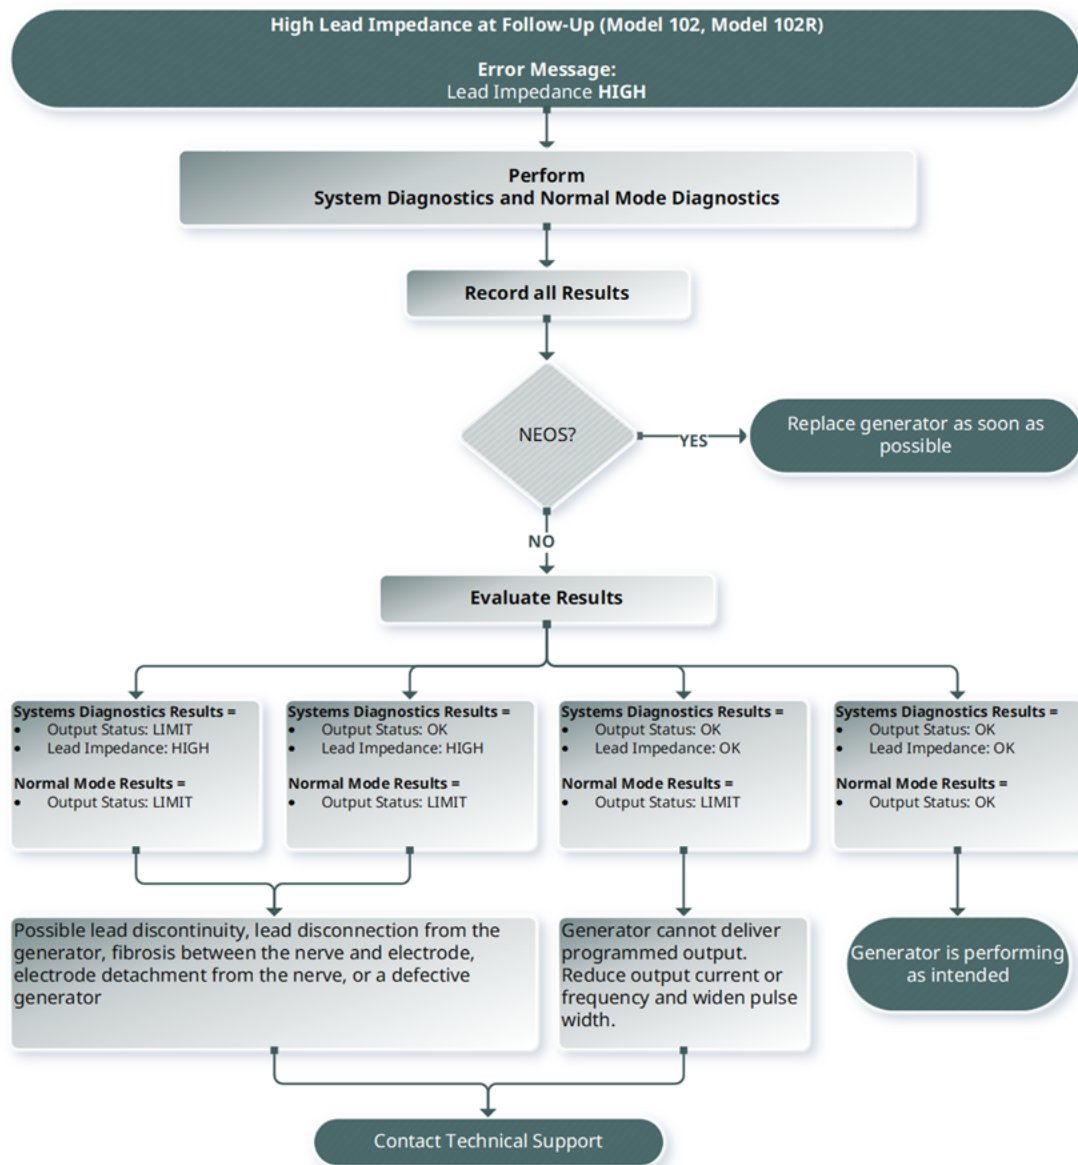 High Lead Impedance at Follow-Up (Model 102, Model 102R)
Error Message:
Lead Impedance HIGH
Perform
System Diagnostics and Normal Mode Diagnostics
Record all Results
NEOS?
YES
Replace generator as soon as
possible
NO
Evaluate Results
Systems Diagnostics Results =
• Output Status: LIMIT
• Lead Impedance: HIGH
Normal Mode Results =
• Output Status: LIMIT
Systems Diagnostics Results =
• Output Status: OK
• Lead Impedance: HIGH
Normal Mode Results =
• Output Status: LIMIT
Systems Diagnostics Results =
• Output Status: OK
• Lead Impedance: OK
Normal Mode Results =
• Output Status: LIMIT
Systems Diagnostics Results =
• Output Status: OK
• Lead Impedance: OK
Normal Mode Results =
• Output Status: OK
Possible lead discontinuity, lead disconnection from the
generator, fibrosis between the nerve and electrode,
electrode detachment from the nerve, or a defective
generator
Generator cannot deliver
programmed output.
Reduce output current or
frequency and widen pulse
width.
Generator is performing
as intended
Contact Technical Support